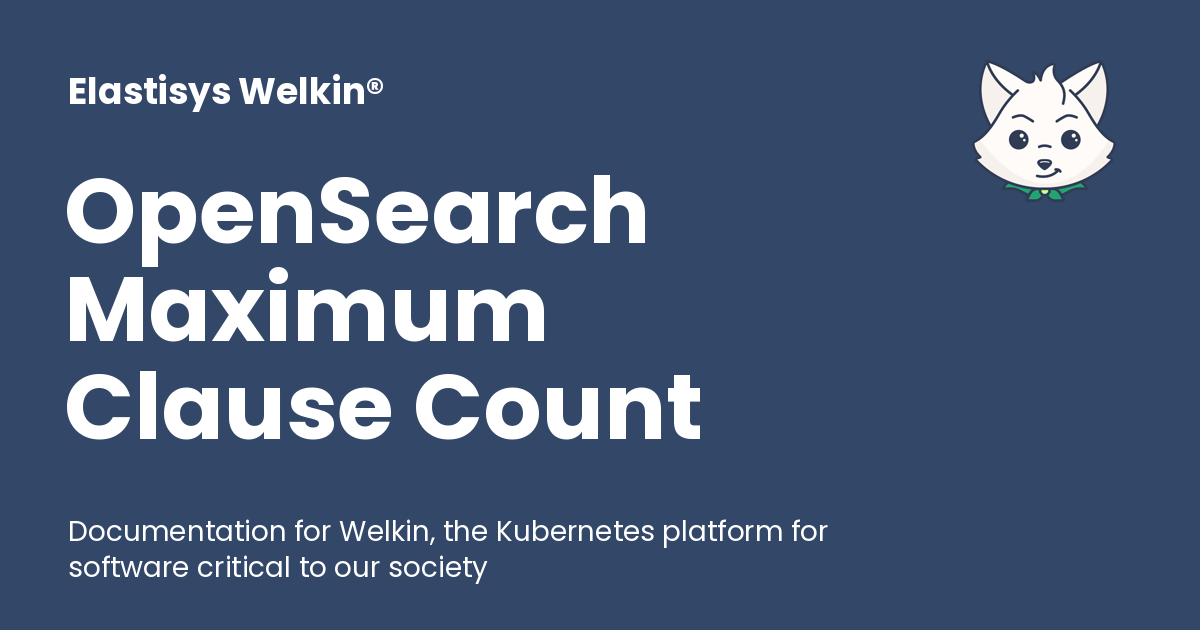 Elastisys Welkin®
OpenSearch
Maximum
Clause Count
Documentation for Welkin, the Kubernetes platform for
software critical to our society